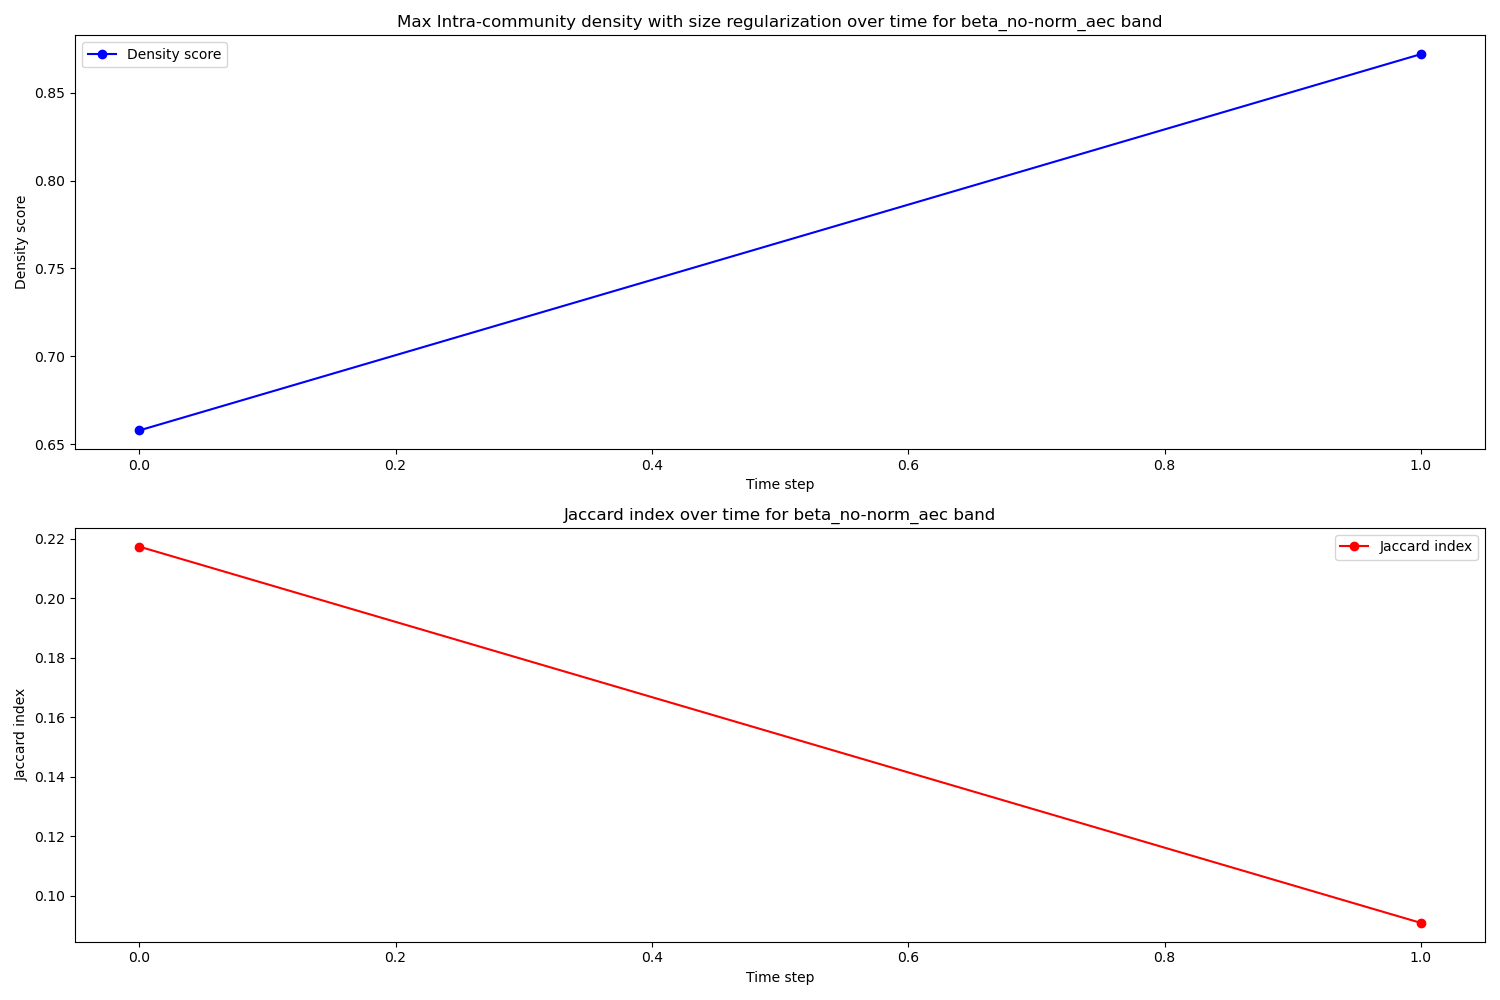 Max Intra-community density with size regularization over time for beta_no-norm_aec band
Density score
0.85
0.80
0.75
0.70
0.65
Density score
0.0 0.2 0.4 0.6 0.8 1.0
Time step
Jaccard index over time for beta_no-norm_aec band
Jaccard index
0.22
0.20
0.18
0.16
0.14
0.12
0.10
Jaccard index
0.0 0.2 0.4 0.6 0.8 1.0
Time step